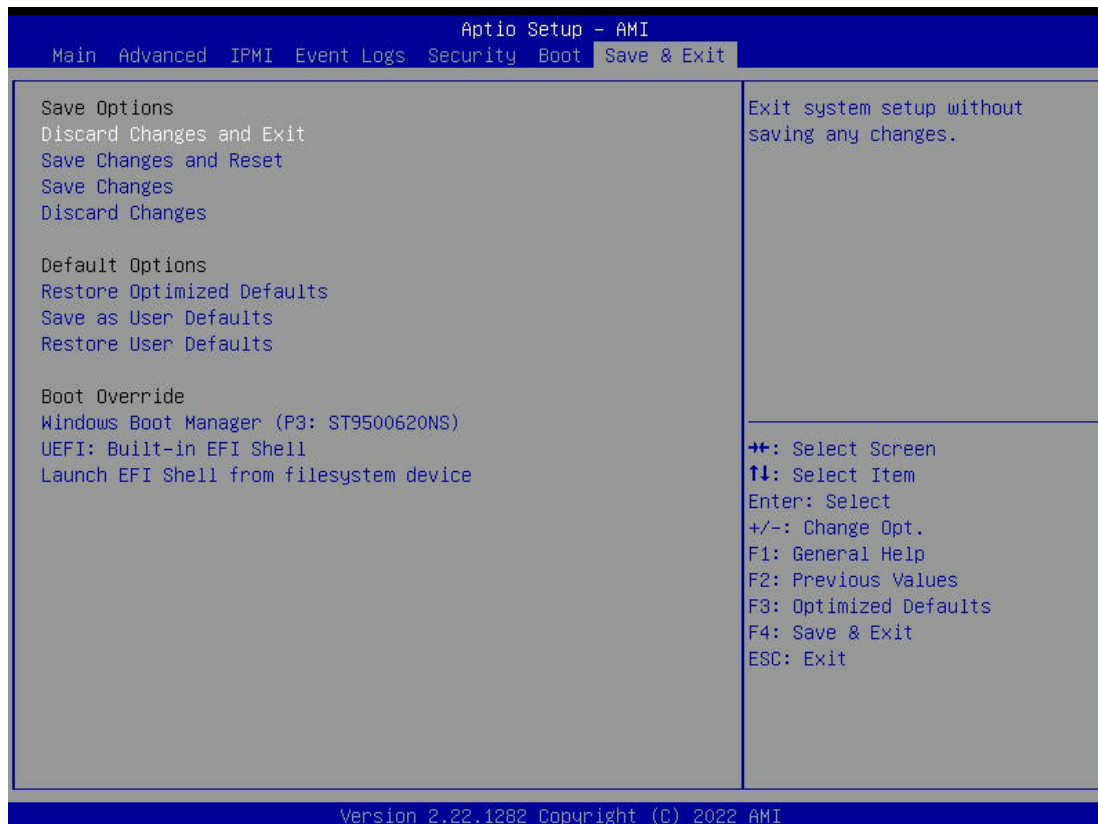 Aptio Setup – AMI
Main Advanced IPMI Event Logs Security Boot Save & Exit
Save Options
Discard Changes and Exit
Save Changes and Reset
Save Changes
Discard Changes
Default Options
Restore Optimized Defaults
Save as User Defaults
Restore User Defaults
Boot Override
Windows Boot Manager (P3: ST9500620NS)
UEFI: Built-in EFI Shell
Launch EFI Shell from filesystem device
Exit system setup without
saving any changes.
→←: Select Screen
↑↓: Select Item
Enter: Select
+/-: Change Opt.
F1: General Help
F2: Previous Values
F3: Optimized Defaults
F4: Save & Exit
ESC: Exit
Version 2.22.1282 Copyright (C) 2022 AMI